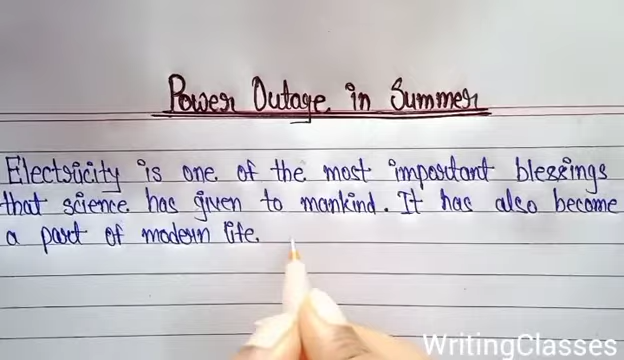 Power Outage in Summer
Electricity is one of the most important blessings
that science has given to mankind. It has also become
a part of modern life.
WritingClasses